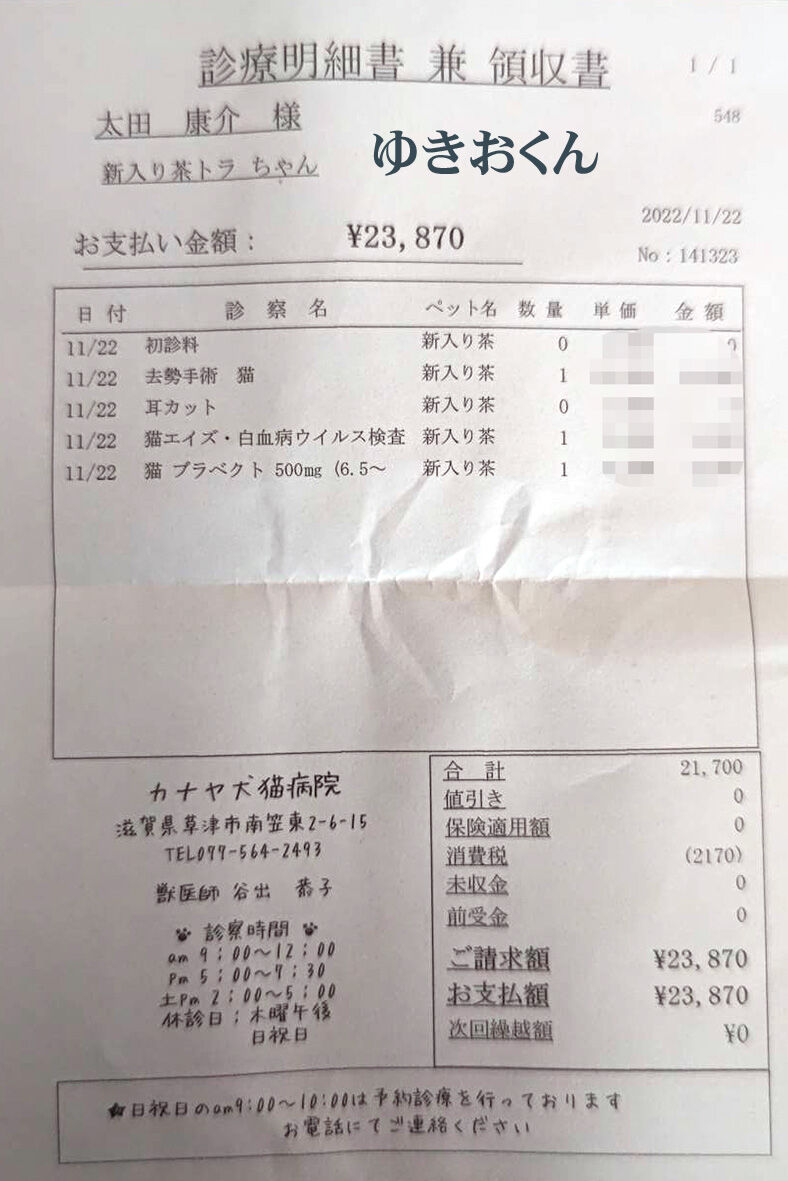 診療明細書 兼 領収書
1 / 1
548
太田 康介 様
新入り茶トラ ちゃん
ゆきおくん
2022/11/22
お支払い金額： ¥23,870
No：141323
日 付 診 察 名 ペット名 数 量 単 価 金 額
11/22 初診料 新入り茶 0 0
11/22 去勢手術 猫 新入り茶 1
11/22 耳カット 新入り茶 0
11/22 猫エイズ・白血病ウイルス検査 新入り茶 1
11/22 猫 ブラベクト 500mg (6.5～ 新入り茶 1
カナヤ犬猫病院
滋賀県草津市南笠東2-6-15
TEL077-564-2493
獣医師 谷出 恭子
診察時間
am 9：00～12：00
pm 5：00～7：30
土pm 2：00～5：00
休診日；木曜午後
日祝日
合 計 21,700
値引き 0
保険適用額 0
消費税 (2170)
未収金 0
前受金 0
ご請求額 ¥23,870
お支払額 ¥23,870
次回繰越額 ¥0
★日祝日のam9:00～10:00は予約診療を行っております
お電話にてご連絡ください